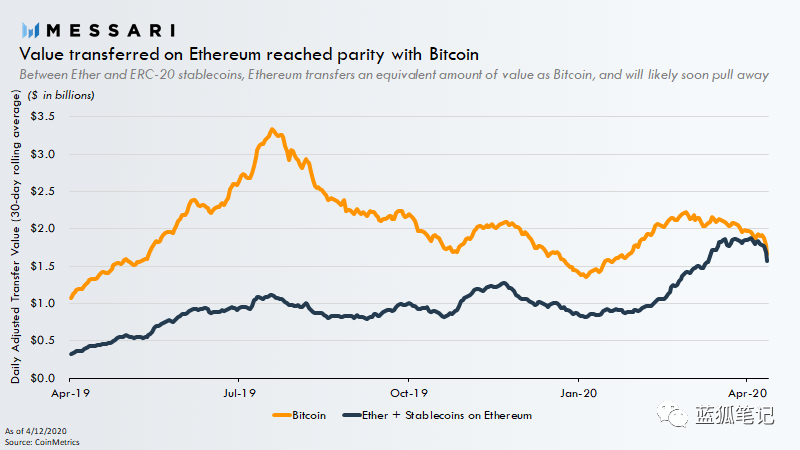 MESSARI
Value transferred on Ethereum reached parity with Bitcoin
Between Ether and ERC-20 stablecoins, Ethereum transfers an equivalent amount of value as Bitcoin, and will likely soon pull away
($ in billions)
Daily Adjusted Transfer Value (30-day rolling average)
$3.5
$3.0
$2.5
$2.0
$1.5
$1.0
$0.5
$0.0
Apr-19 Jul-19 Oct-19 Jan-20 Apr-20
Bitcoin Ether + Stablecoins on Ethereum
蓝狐笔记
As of 4/12/2020
Source: CoinMetrics